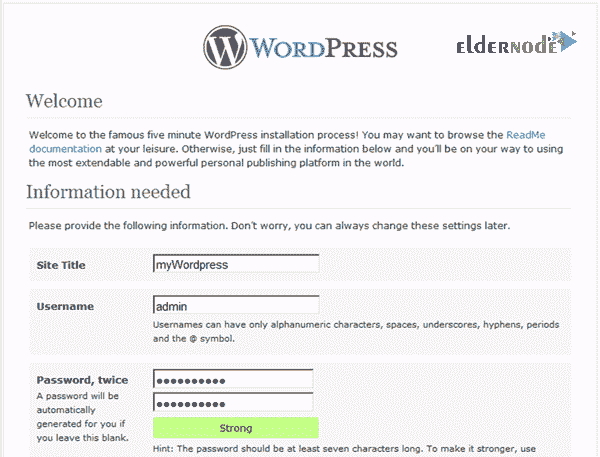 WORDPRESS
ELDERNODE
Welcome
Welcome to the famous five minute WordPress installation process! You may want to browse the ReadMe
documentation at your leisure. Otherwise, just fill in the information below and you'll be on your way to using
the most extendable and powerful personal publishing platform in the world.
Information needed
Please provide the following information. Don't worry, you can always change these settings later.
Site Title
myWordpress
Username
admin
Usernames can have only alphanumeric characters, spaces, underscores, hyphens, periods
and the @ symbol.
Password, twice
A password will be
automatically
generated for you if
you leave this blank.
●●●●●●●●●●
●●●●●●●●●●
Strong
Hint: The password should be at least seven characters long. To make it stronger, use